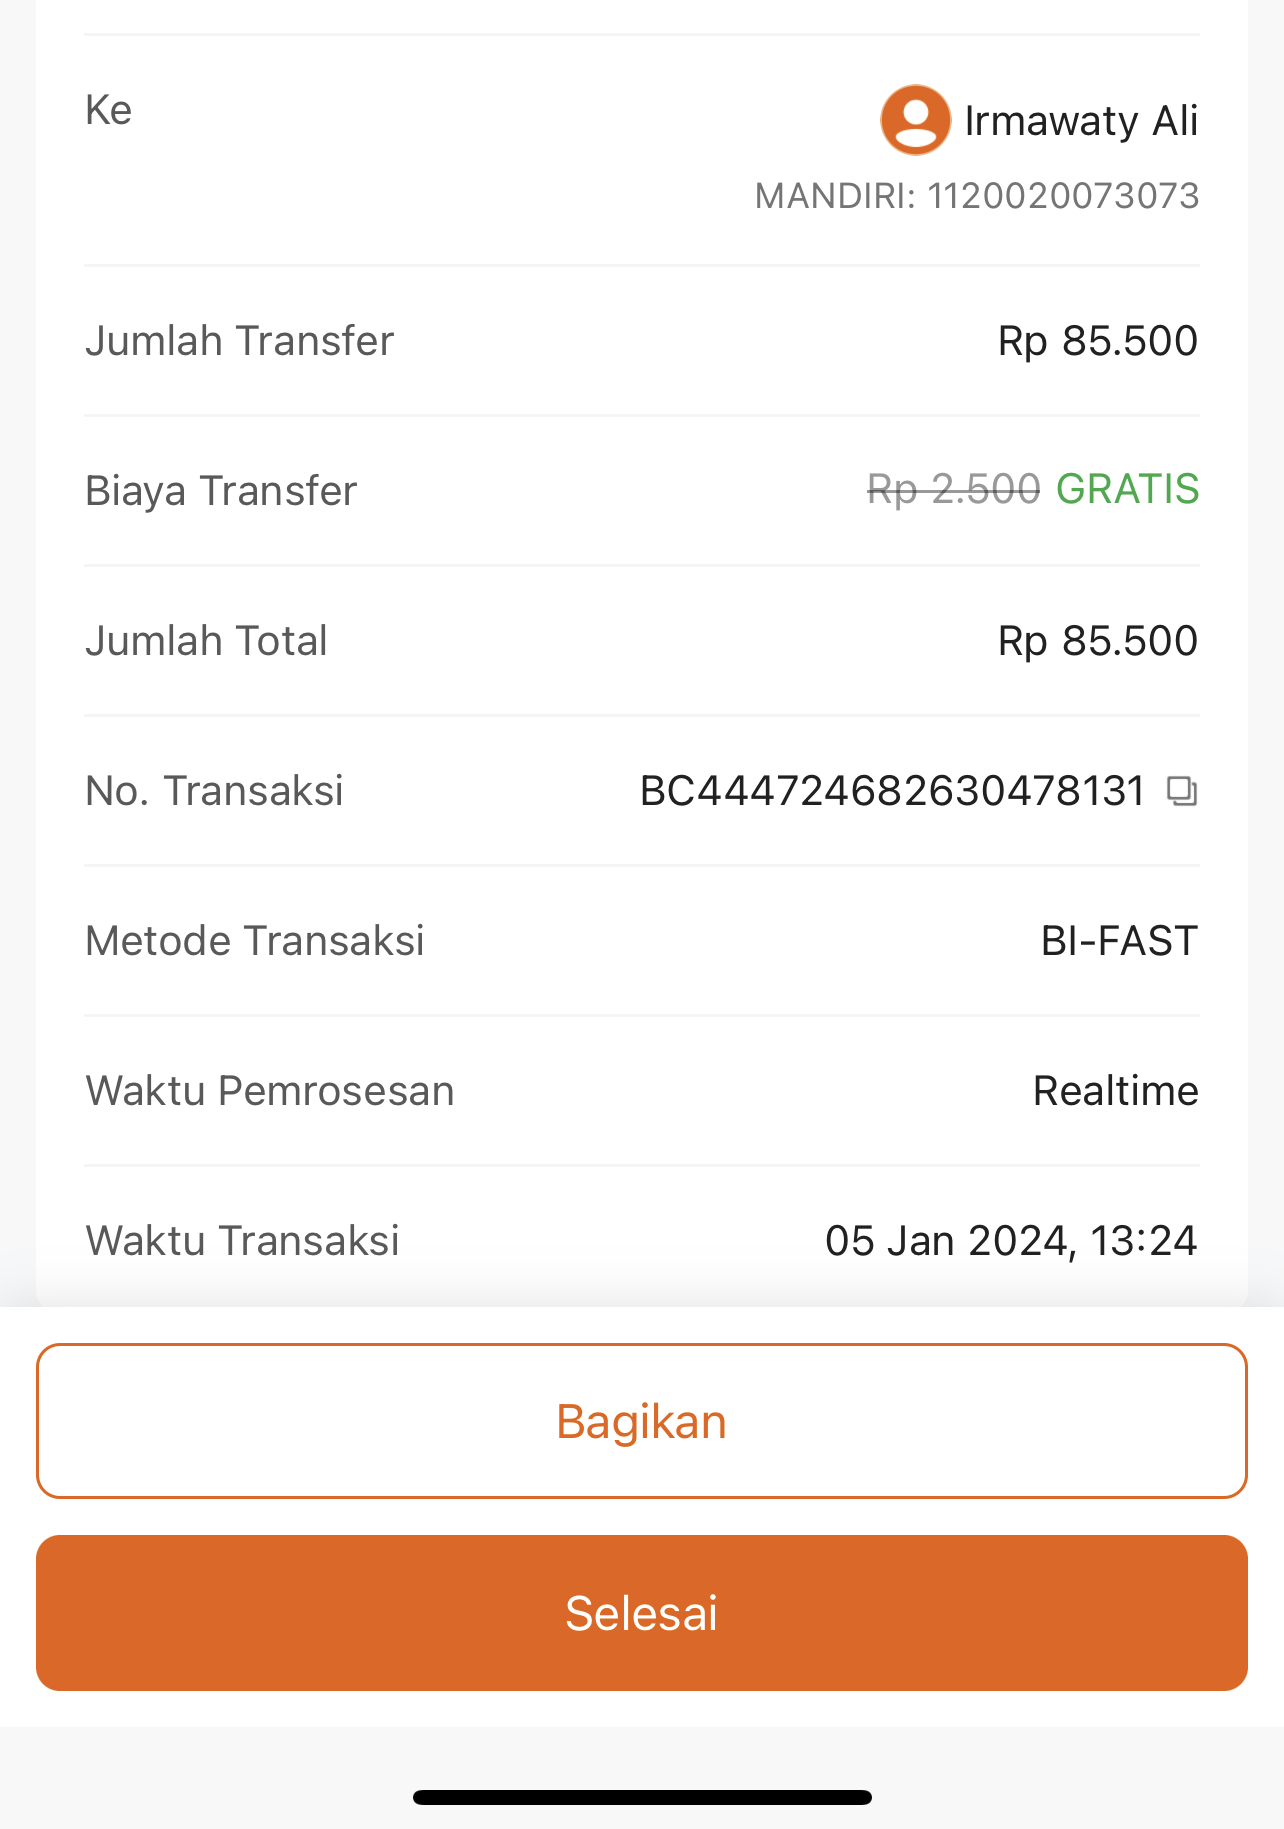 Ke
Irmawaty Ali
MANDIRI: 1120020073073
Jumlah Transfer Rp 85.500
Biaya Transfer Rp 2.500 GRATIS
Jumlah Total Rp 85.500
No. Transaksi BC444724682630478131
Metode Transaksi BI-FAST
Waktu Pemrosesan Realtime
Waktu Transaksi 05 Jan 2024, 13:24
Bagikan
Selesai